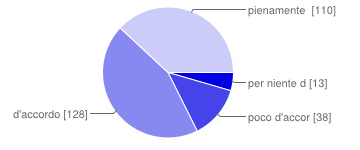 pienamente [110]
per niente d [13]
poco d'accor [38]
d'accordo [128]